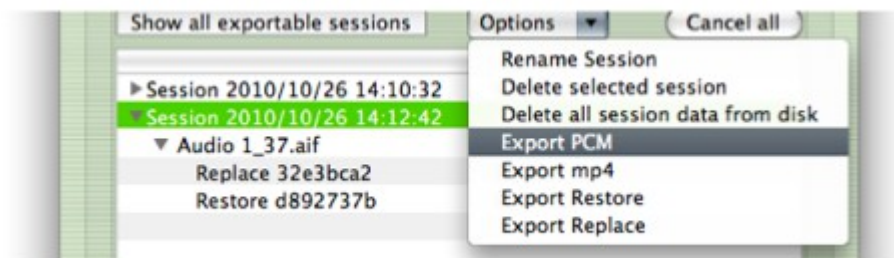 Show all exportable sessions
Options
Cancel all
Session 2010/10/26 14:10:32
Session 2010/10/26 14:12:42
Audio 1_37.aif
Replace 32e3bca2
Restore d892737b
Rename Session
Delete selected session
Delete all session data from disk
Export PCM
Export mp4
Export Restore
Export Replace